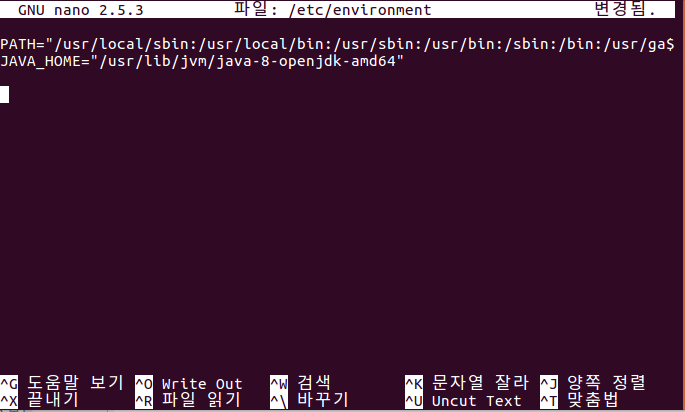 GNU nano 2.5.3 파일: /etc/environment 변경됨.
PATH="/usr/local/sbin:/usr/local/bin:/usr/sbin:/usr/bin:/sbin:/bin:/usr/ga$
JAVA_HOME="/usr/lib/jvm/java-8-openjdk-amd64"
^G 도움말 보기 ^O Write Out ^W 검색 ^K 문자열 잘라 ^J 양쪽 정렬
^X 끝내기 ^R 파일 읽기 ^\ 바꾸기 ^U Uncut Text ^T 맞춤법